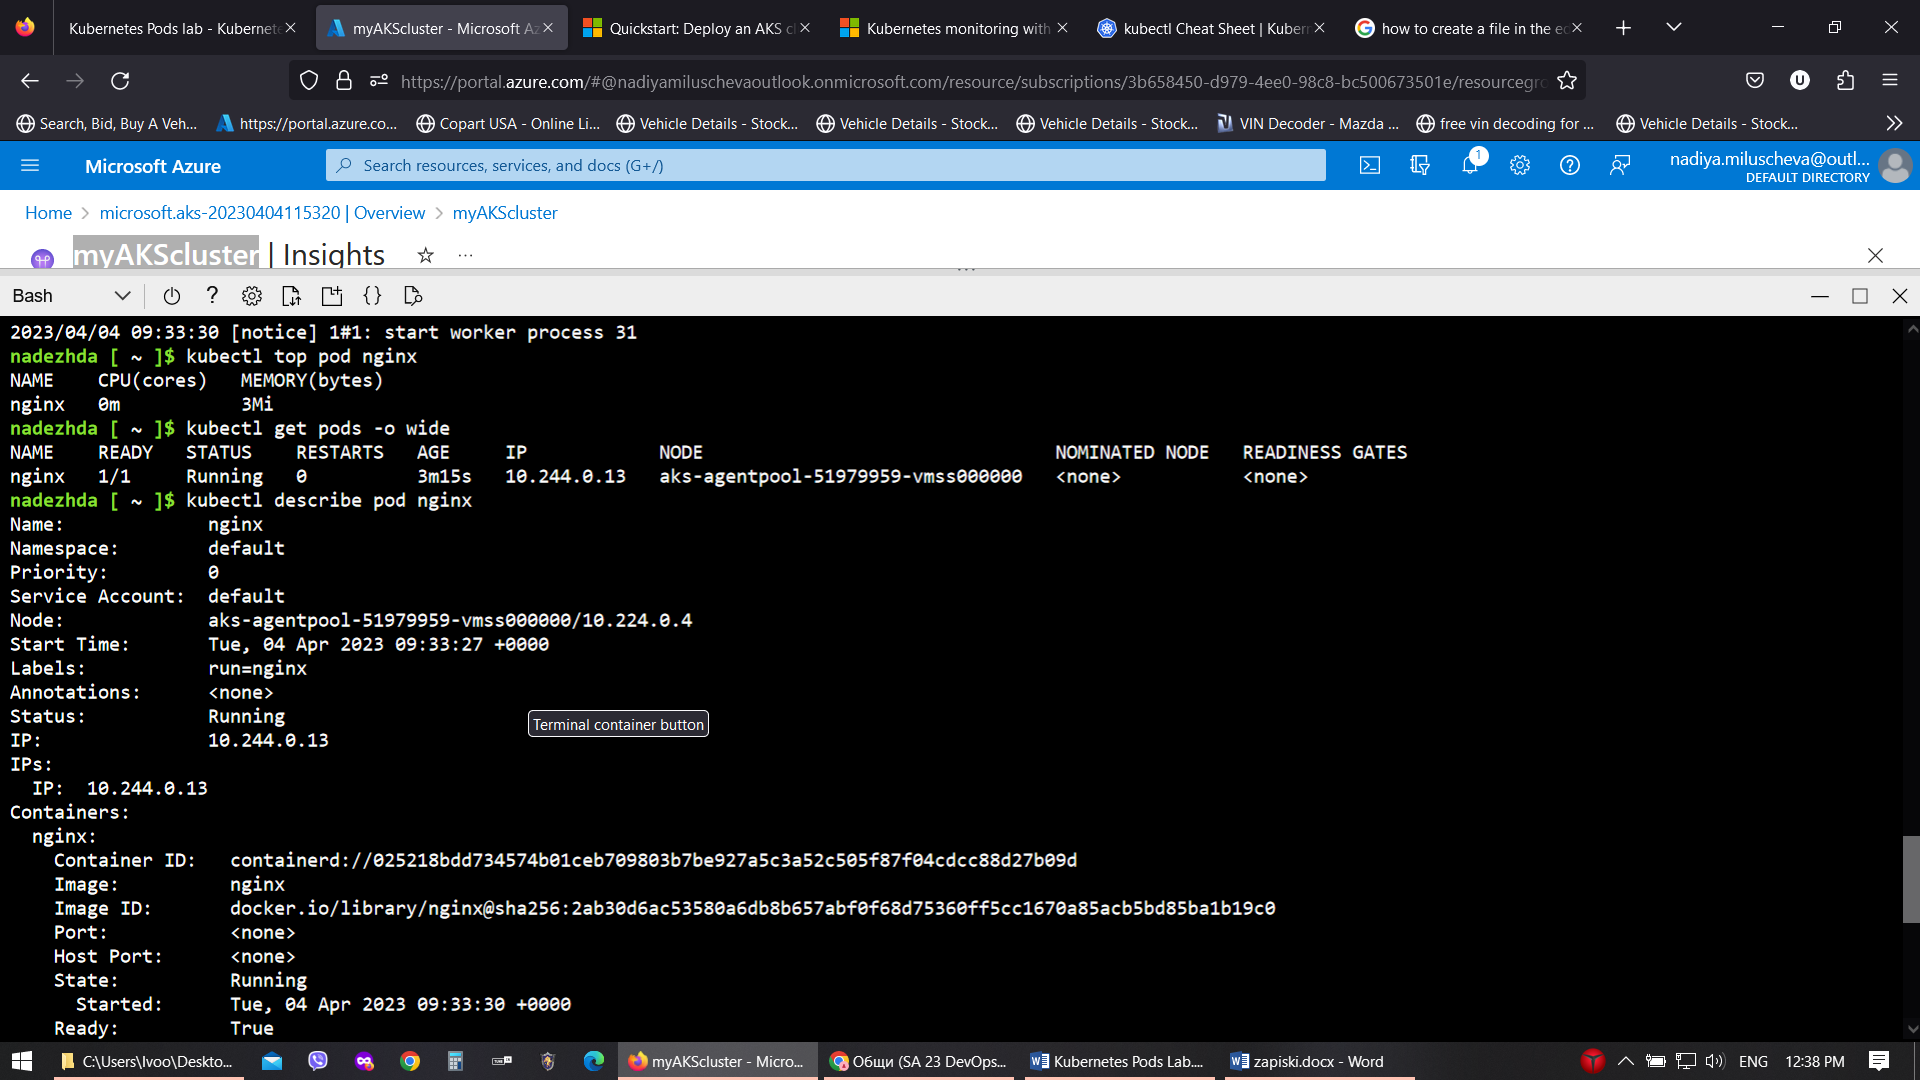 Kubernetes Pods lab - Kubernete
myAKScluster - Microsoft Az
Quickstart: Deploy an AKS cl
Kubernetes monitoring with
kubectl Cheat Sheet | Kubern
how to create a file in the ec
https://portal.azure.com/#@nadiyamiluschevaoutlook.onmicrosoft.com/resource/subscriptions/3b658450-d979-4ee0-98c8-bc500673501e/resourcegro
Search, Bid, Buy A Veh...
https://portal.azure.co...
Copart USA - Online Li...
Vehicle Details - Stock...
Vehicle Details - Stock...
Vehicle Details - Stock...
VIN Decoder - Mazda ...
free vin decoding for ...
Vehicle Details - Stock...
Microsoft Azure
Search resources, services, and docs (G+/)
1
nadiya.miluscheva@outl...
DEFAULT DIRECTORY
Home > microsoft.aks-20230404115320 | Overview > myAKScluster
myAKScluster | Insights
Bash
2023/04/04 09:33:30 [notice] 1#1: start worker process 31
nadezhda [ ~ ]$ kubectl top pod nginx
NAME CPU(cores) MEMORY(bytes)
nginx 0m 3Mi
nadezhda [ ~ ]$ kubectl get pods -o wide
NAME READY STATUS RESTARTS AGE IP NODE NOMINATED NODE READINESS GATES
nginx 1/1 Running 0 3m15s 10.244.0.13 aks-agentpool-51979959-vmss000000 <none> <none>
nadezhda [ ~ ]$ kubectl describe pod nginx
Name: nginx
Namespace: default
Priority: 0
Service Account: default
Node: aks-agentpool-51979959-vmss000000/10.224.0.4
Start Time: Tue, 04 Apr 2023 09:33:27 +0000
Labels: run=nginx
Annotations: <none>
Status: Running
Terminal container button
IP: 10.244.0.13
IPs:
IP: 10.244.0.13
Containers:
nginx:
Container ID: containerd://025218bdd734574b01ceb709803b7be927a5c3a52c505f87f04cdcc88d27b09d
Image: nginx
Image ID: docker.io/library/nginx@sha256:2ab30d6ac53580a6db8b657abf0f68d75360ff5cc1670a85acb5bd85ba1b19c0
Port: <none>
Host Port: <none>
State: Running
Started: Tue, 04 Apr 2023 09:33:30 +0000
Ready: True
C:\Users\Ivoo\Deskto...
myAKScluster - Micro...
Общи (SA 23 DevOps...
Kubernetes Pods Lab....
zapiski.docx - Word
ENG
12:38 PM